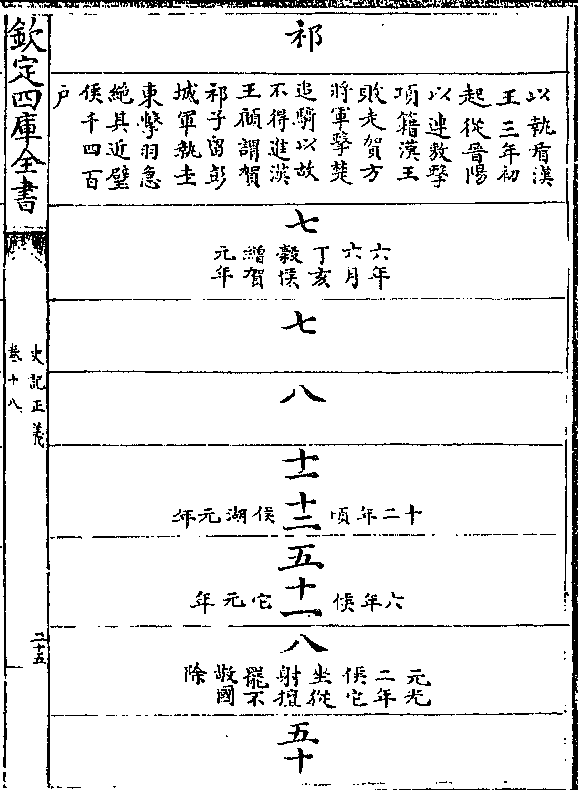 祁
以執盾漢
王三年初
起從晉陽
以連敖擊
項籍漢王
敗走賀方
將軍擊楚
追騎以故
不得進漢
王顧謂賀
祁子留彭
城軍執圭
東擊羽急
絶其近壁
侯千四百
户
七
六年
六月
丁亥
榖侯
繒賀
元年
七
八
十一
十二
十二年頃侯湖元年
五
十一
六年侯它元年
八
元光
二年
侯它
坐從
射擅
罷不
敬國
除
五十
欽定四庫全書
史記正義
卷十八
二十五